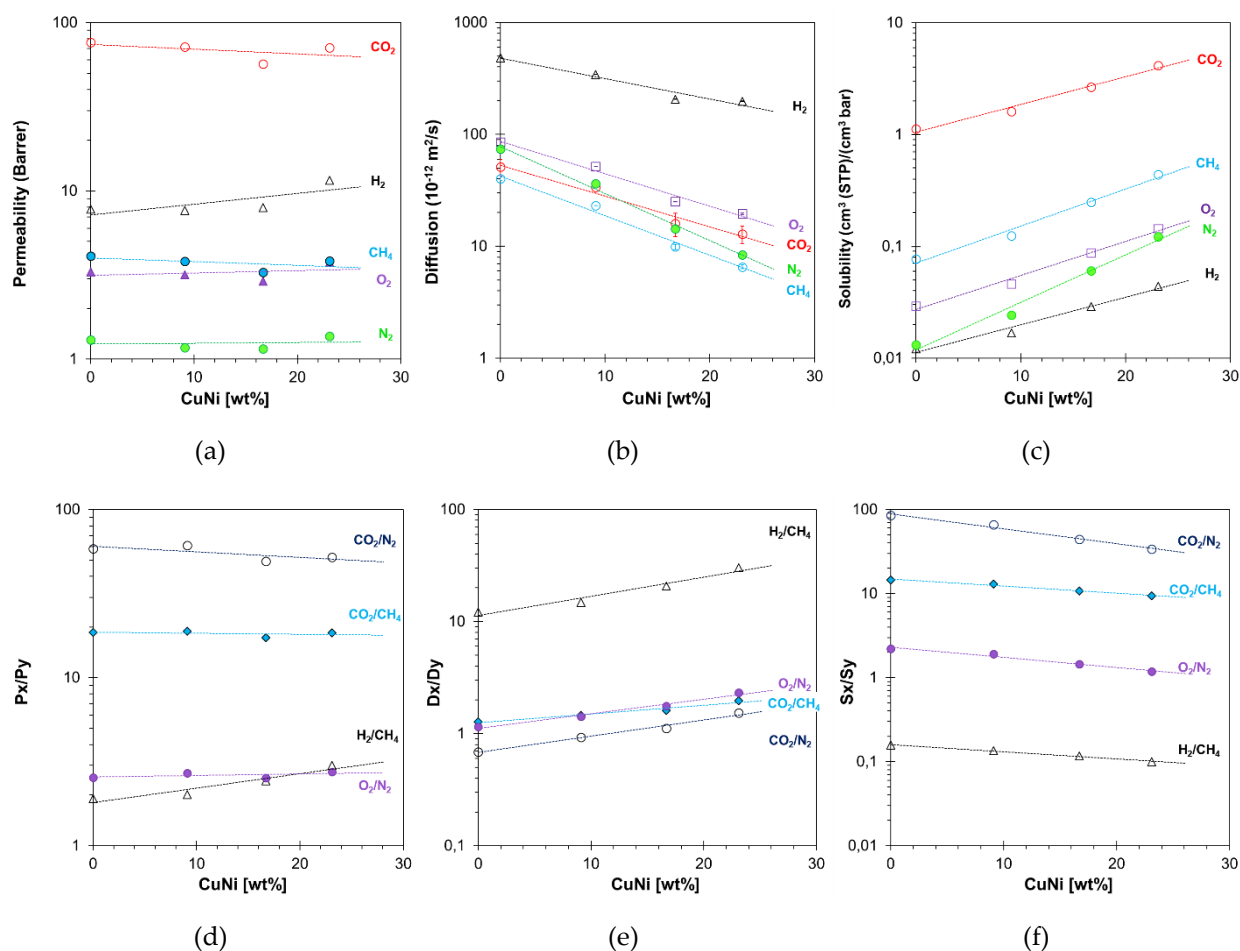 Permeability (Barrer)
100
10
1
0
10
20
30
CO₂
H₂
CH₄
O₂
N₂
CuNi [wt%]
(a)
Diffusion (10⁻¹² m²/s)
1000
100
10
1
0
10
20
30
H₂
O₂
CO₂
N₂
CH₄
CuNi [wt%]
(b)
Solubility (cm³ (STP)/(cm³ bar)
10
1
0,1
0,01
0
10
20
30
CO₂
CH₄
O₂
N₂
H₂
CuNi [wt%]
(c)
Px/Py
100
10
1
0
10
20
30
CO₂/N₂
CO₂/CH₄
H₂/CH₄
O₂/N₂
CuNi [wt%]
(d)
Dx/Dy
100
10
1
0,1
0
10
20
30
H₂/CH₄
O₂/N₂
CO₂/CH₄
CO₂/N₂
CuNi [wt%]
(e)
Sx/Sy
100
10
1
0,1
0,01
0
10
20
30
CO₂/N₂
CO₂/CH₄
O₂/N₂
H₂/CH₄
CuNi [wt%]
(f)